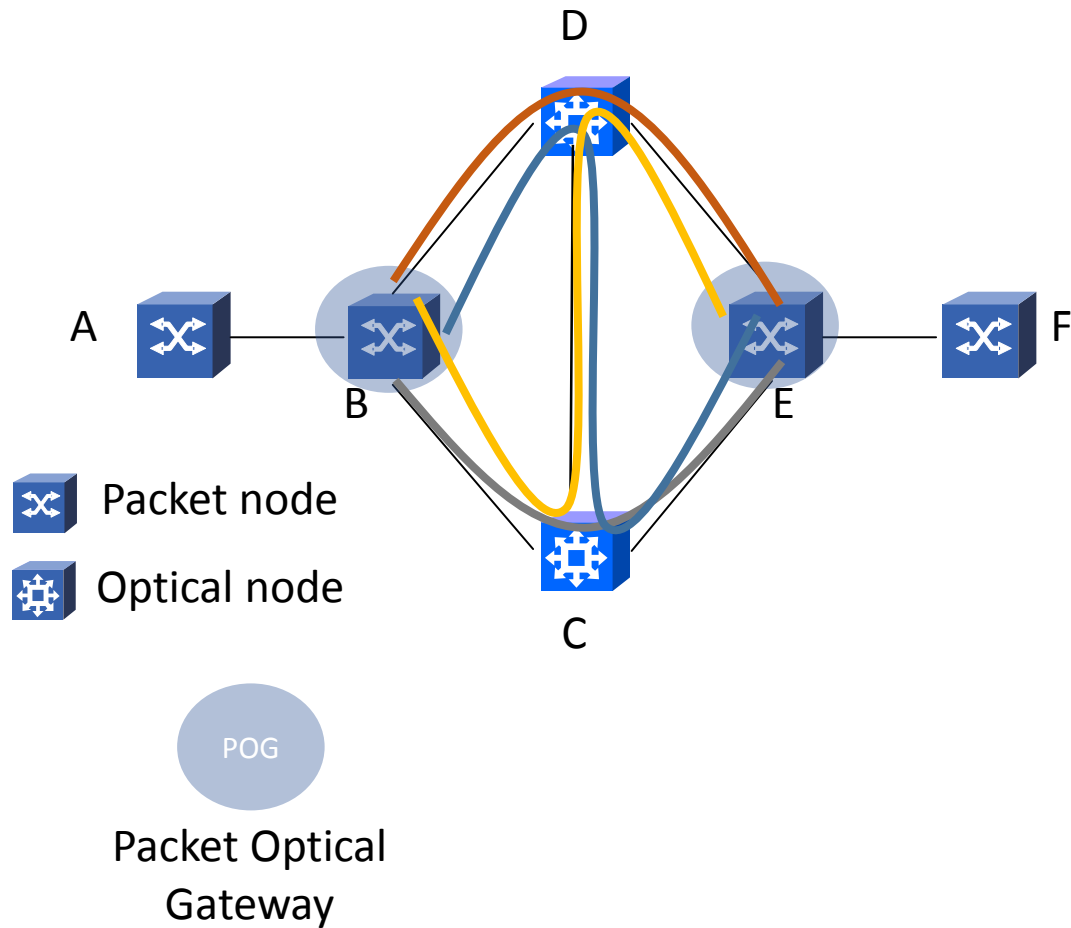 D
A
F
B
E
Packet node
Optical node
C
POG
Packet Optical
Gateway